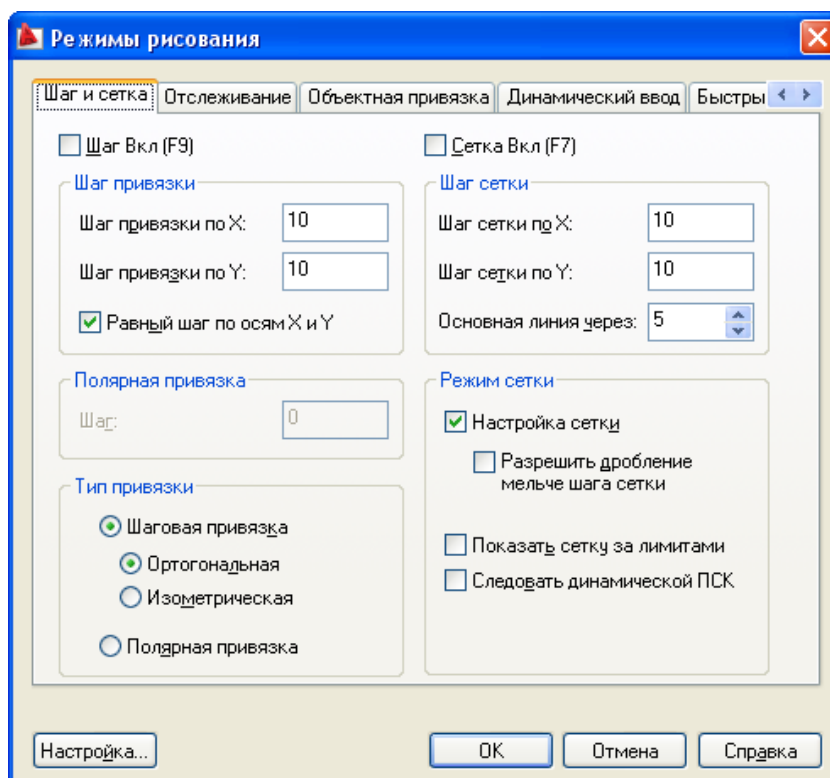 Режимы рисования
Шаг и сетка Отслеживание Объектная привязка Динамический ввод Быстры
Шаг Вкл (F9)
Сетка Вкл (F7)
Шаг привязки
Шаг привязки по X: 10
Шаг привязки по Y: 10
Равный шаг по осям X и Y
Шаг сетки
Шаг сетки по X: 10
Шаг сетки по Y: 10
Основная линия через: 5
Полярная привязка
Шаг: 0
Тип привязки
Шаговая привязка
Ортогональная
Изометрическая
Полярная привязка
Режим сетки
Настройка сетки
Разрешить дробление
мельче шага сетки
Показать сетку за лимитами
Следовать динамической ПСК
Настройка... OK Отмена Справка